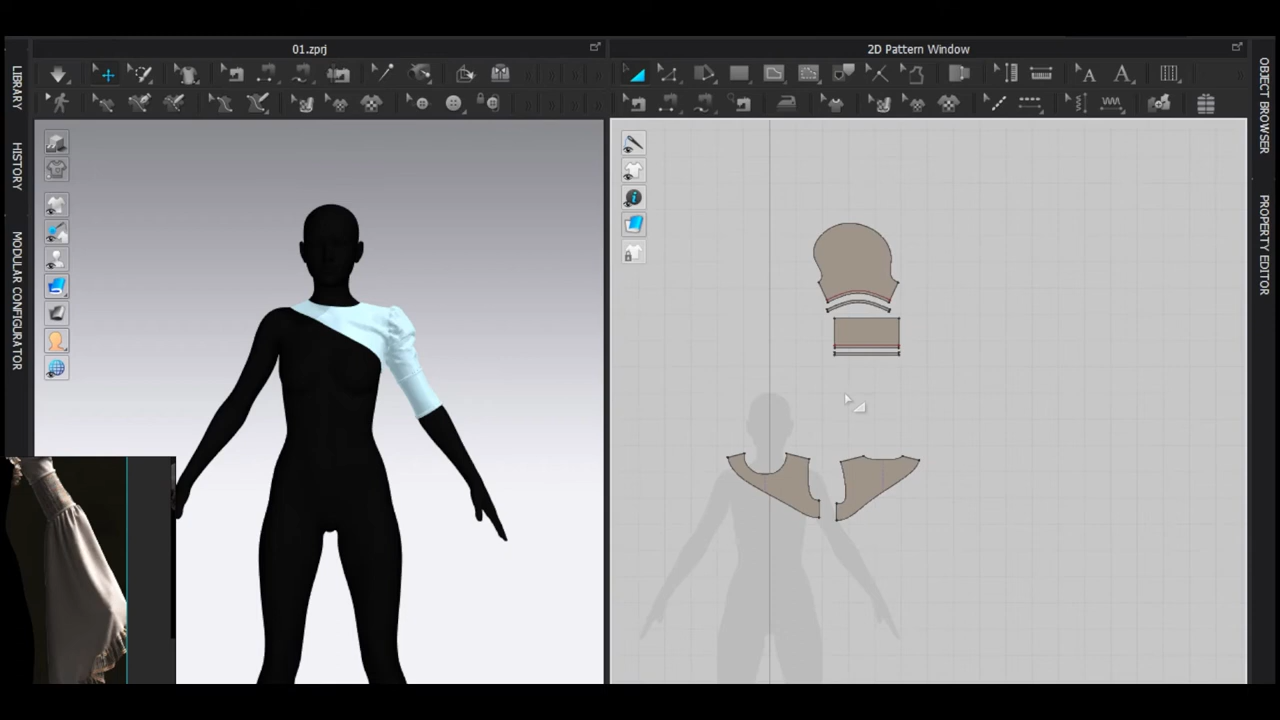 01.zprj
2D Pattern Window
LIBRARY
HISTORY
MODULAR CONFIGURATOR
OBJECT BROWSER
PROPERTY EDITOR